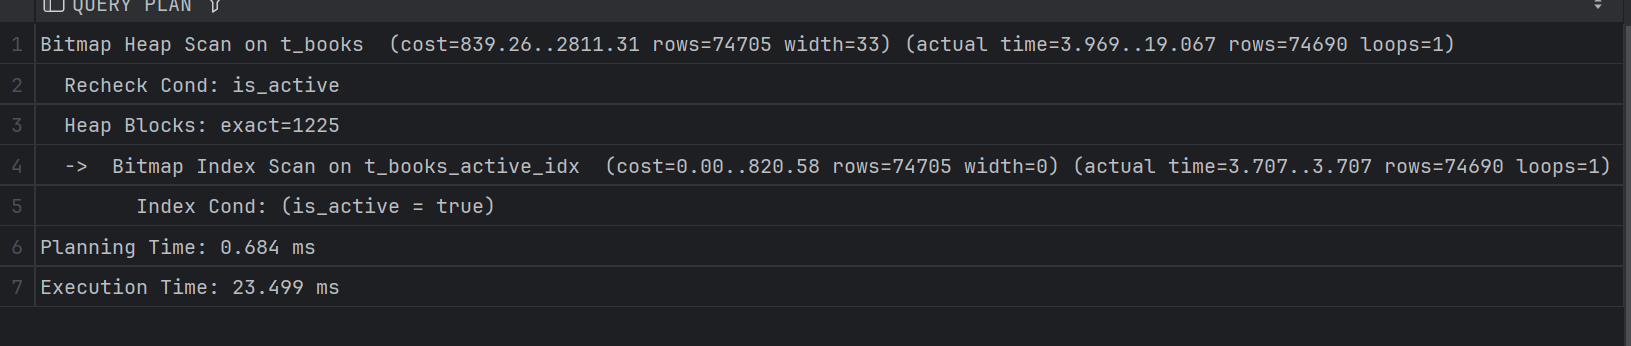 QUERY PLAN
1 Bitmap Heap Scan on t_books  (cost=839.26..2811.31 rows=74705 width=33) (actual time=3.969..19.067 rows=74690 loops=1)
2   Recheck Cond: is_active
3   Heap Blocks: exact=1225
4   ->  Bitmap Index Scan on t_books_active_idx  (cost=0.00..820.58 rows=74705 width=0) (actual time=3.707..3.707 rows=74690 loops=1)
5         Index Cond: (is_active = true)
6 Planning Time: 0.684 ms
7 Execution Time: 23.499 ms